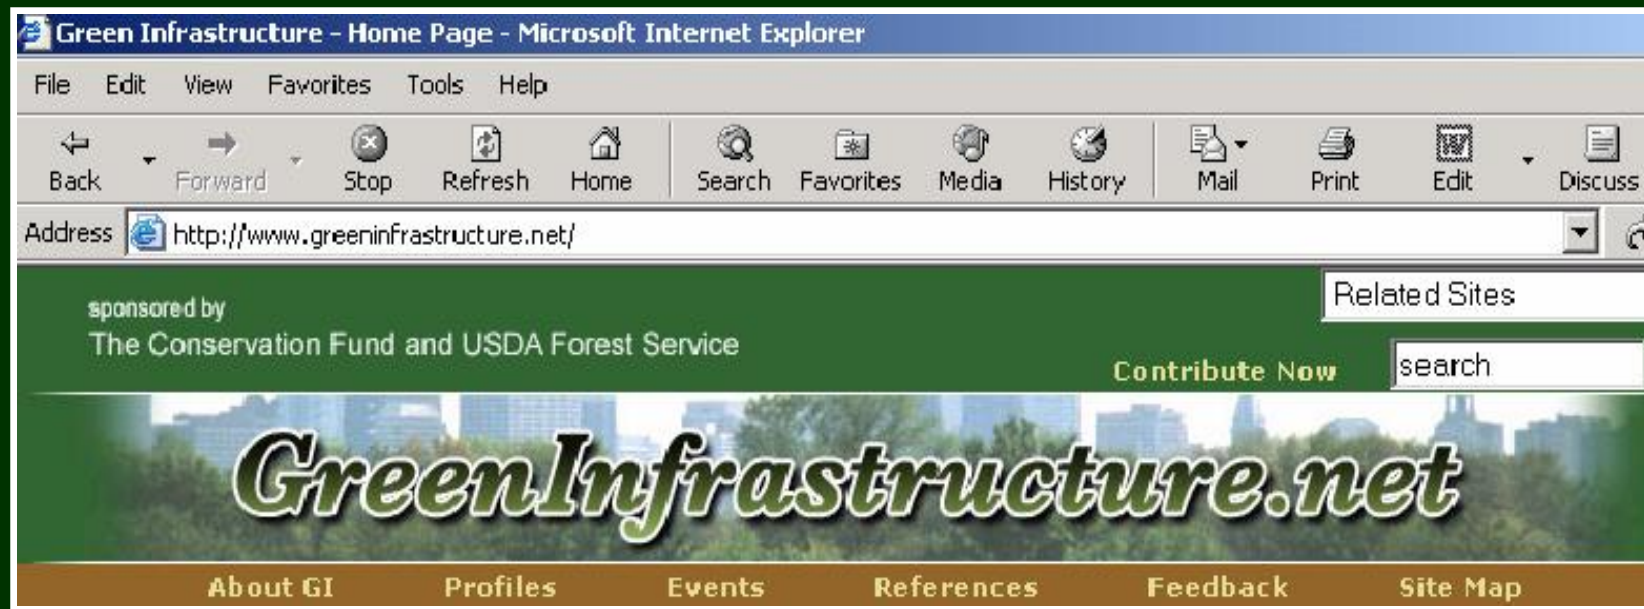 Green Infrastructure - Home Page - Microsoft Internet Explorer
File Edit View Favorites Tools Help
Back Forward Stop Refresh Home Search Favorites Media History Mail Print Edit Discuss
Address http://www.greeninfrastructure.net/
Related Sites
sponsored by
The Conservation Fund and USDA Forest Service
Contribute Now search
GreenInfrastructure.net
About GI Profiles Events References Feedback Site Map